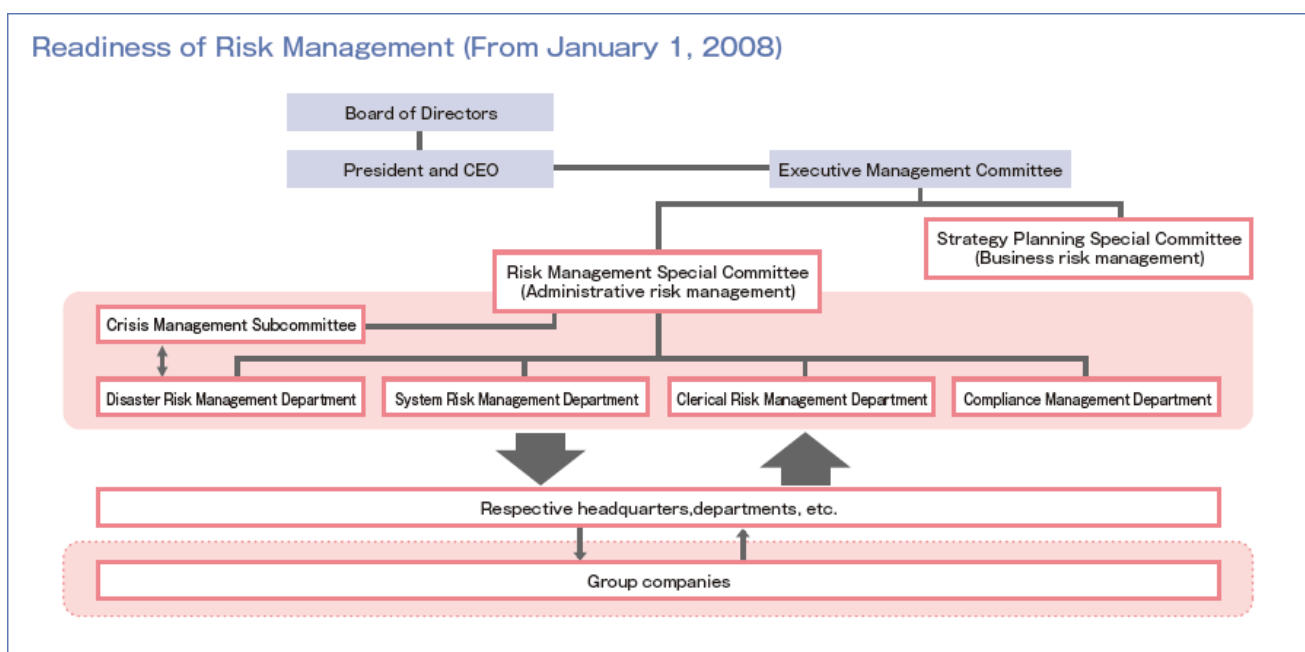 Readiness of Risk Management (From January 1, 2008)
Board of Directors
President and CEO
Executive Management Committee
Strategy Planning Special Committee
(Business risk management)
Risk Management Special Committee
(Administrative risk management)
Crisis Management Subcommittee
Disaster Risk Management Department
System Risk Management Department
Clerical Risk Management Department
Compliance Management Department
Respective headquarters,departments, etc.
Group companies